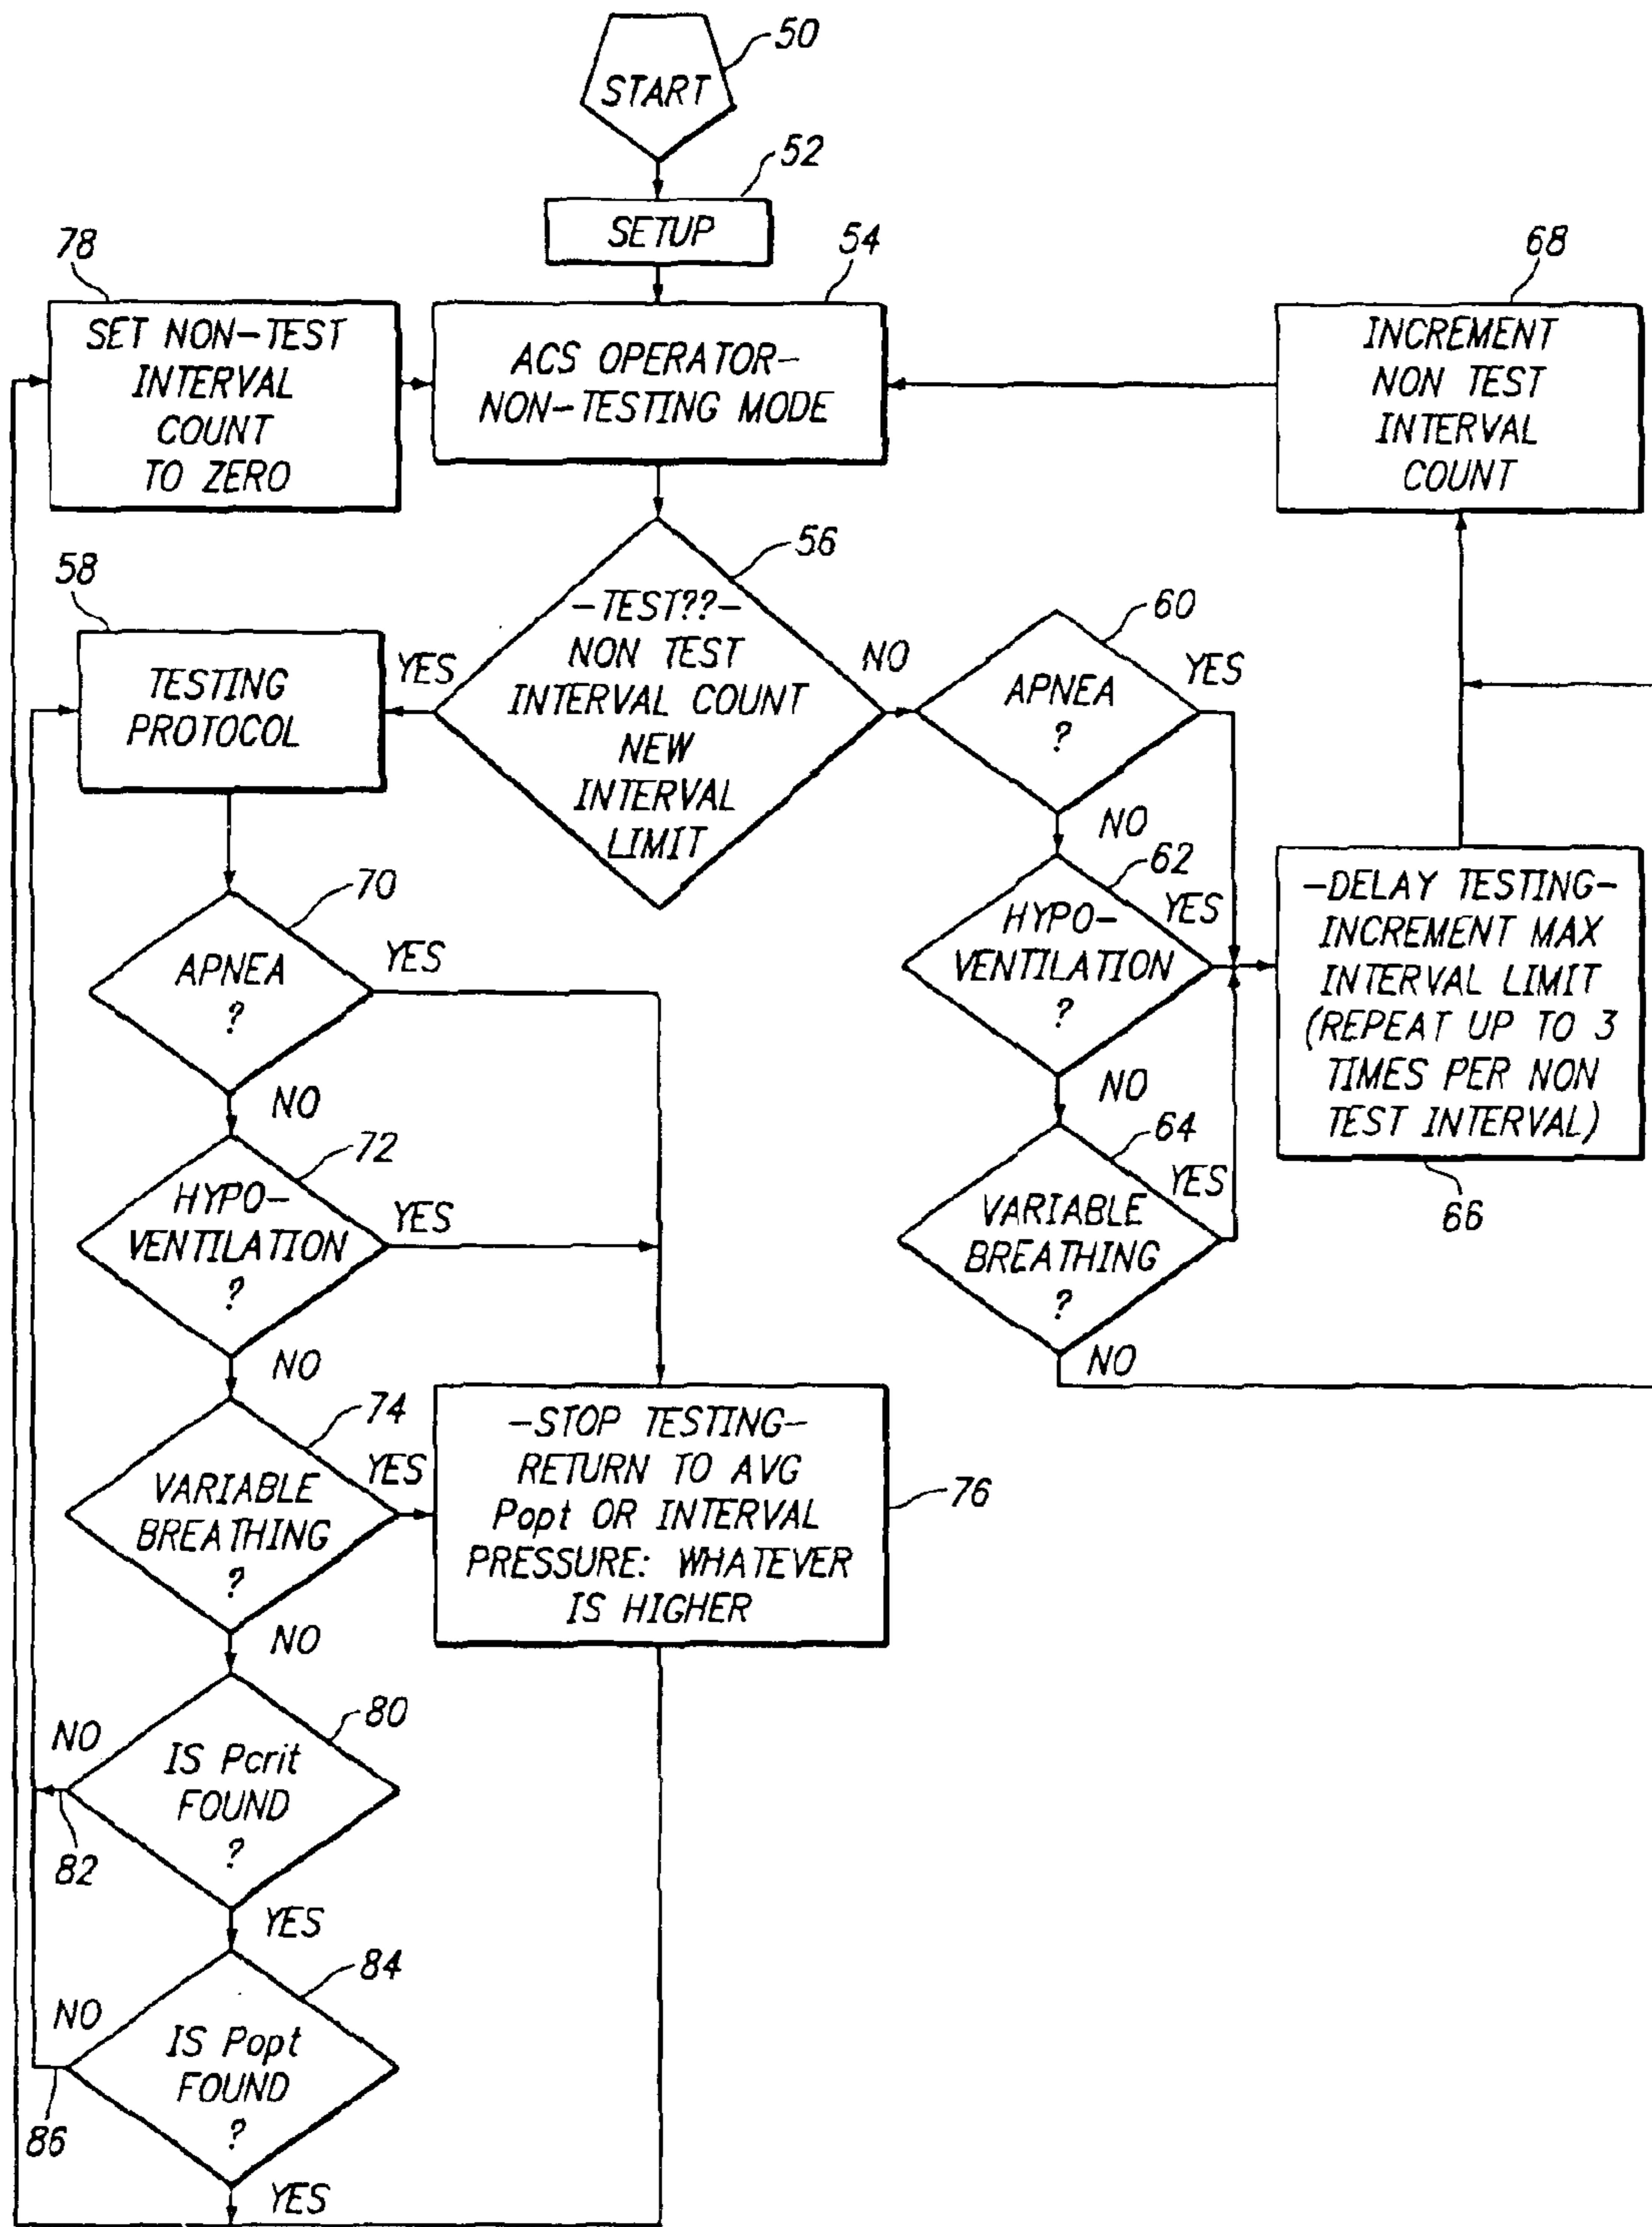 50
START
52
SETUP
78
SET NON-TEST
INTERVAL
COUNT
TO ZERO
54
ACS OPERATOR-
NON-TESTING MODE
68
INCREMENT
NON TEST
INTERVAL
COUNT
56
-TEST??-
NON TEST
INTERVAL COUNT
NEW
INTERVAL
LIMIT
YES
NO
58
TESTING
PROTOCOL
60
APNEA
?
YES
NO
62
HYPO-
VENTILATION
?
YES
NO
64
VARIABLE
BREATHING
?
YES
NO
-DELAY TESTING-
INCREMENT MAX
INTERVAL LIMIT
(REPEAT UP TO 3
TIMES PER NON
TEST INTERVAL)
66
70
APNEA
?
YES
NO
72
HYPO-
VENTILATION
?
YES
NO
74
VARIABLE
BREATHING
?
YES
NO
-STOP TESTING-
RETURN TO AVG
Popt OR INTERVAL
PRESSURE: WHATEVER
IS HIGHER
76
80
IS Pcrit
FOUND
?
NO
82
YES
84
IS Popt
FOUND
?
NO
86
YES